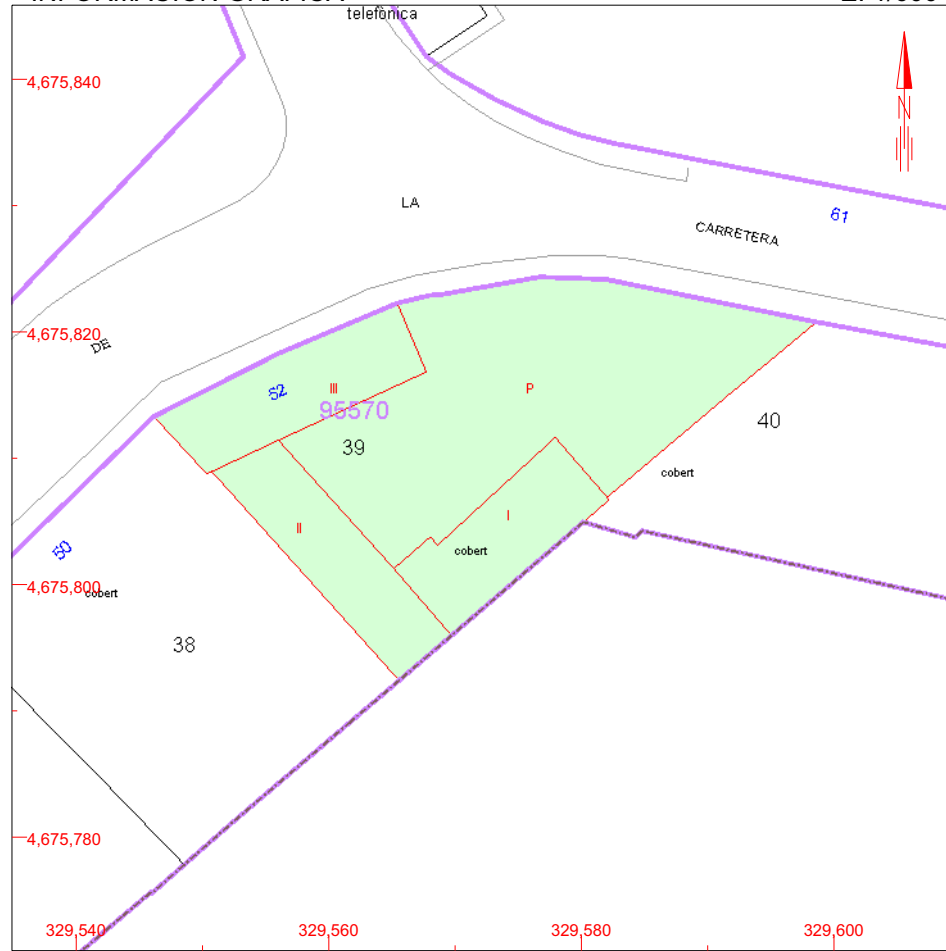 telefònica
4,675,840
N
LA
CARRETERA
61
4,675,820
DE
52
III
P
95570
39
40
cobert
II
I
cobert
50
4,675,800
cobert
38
4,675,780
329,540
329,560
329,580
329,600